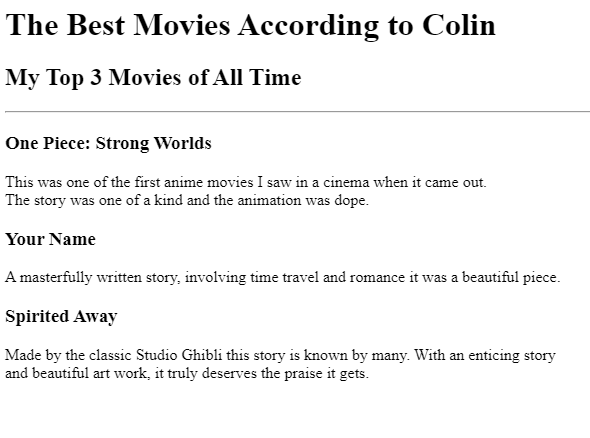 The Best Movies According to Colin
My Top 3 Movies of All Time
One Piece: Strong Worlds
This was one of the first anime movies I saw in a cinema when it came out.
The story was one of a kind and the animation was dope.
Your Name
A masterfully written story, involving time travel and romance it was a beautiful piece.
Spirited Away
Made by the classic Studio Ghibli this story is known by many. With an enticing story
and beautiful art work, it truly deserves the praise it gets.